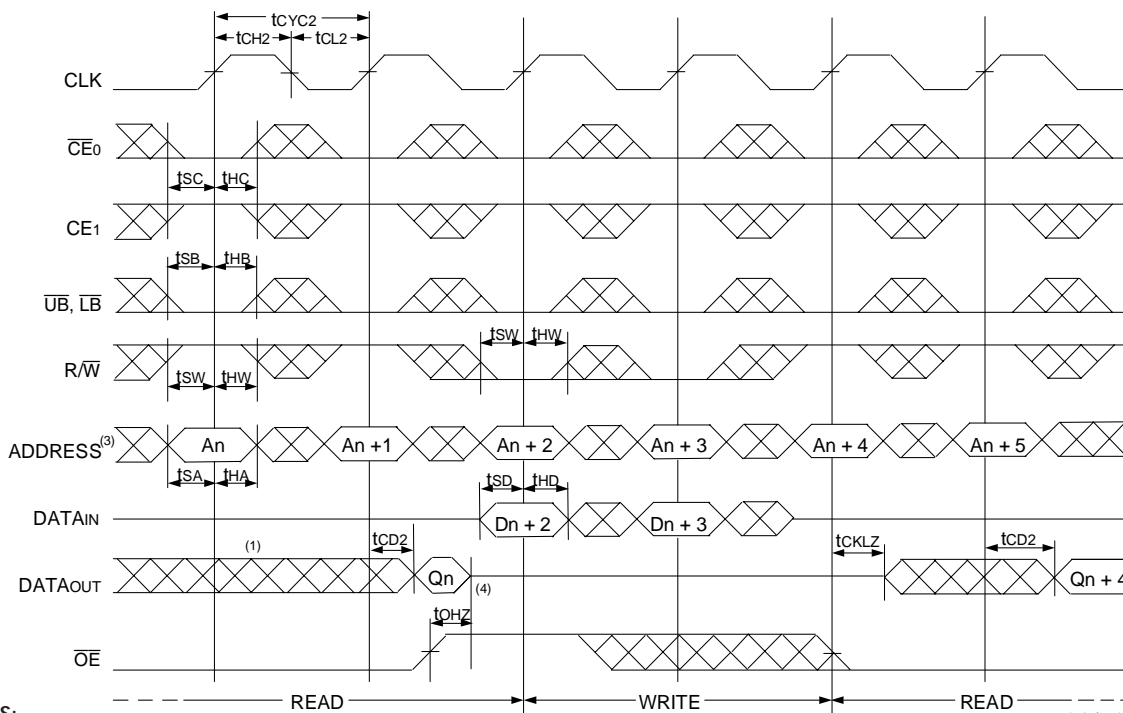 tCYC2
tCH2 tCL2
CLK
CE0
tSC tHC
CE1
tSB tHB
UB, LB
tSW tHW
R/W
tSW tHW
ADDRESS(3) An An +1 An + 2 An + 3 An + 4 An + 5
tSA tHA
tSD tHD
DATAIN Dn + 2 Dn + 3
tCD2 tCKLZ tCD2
(1)
DATAOUT Qn (4) Qn + 4
tOHZ
OE
READ WRITE READ